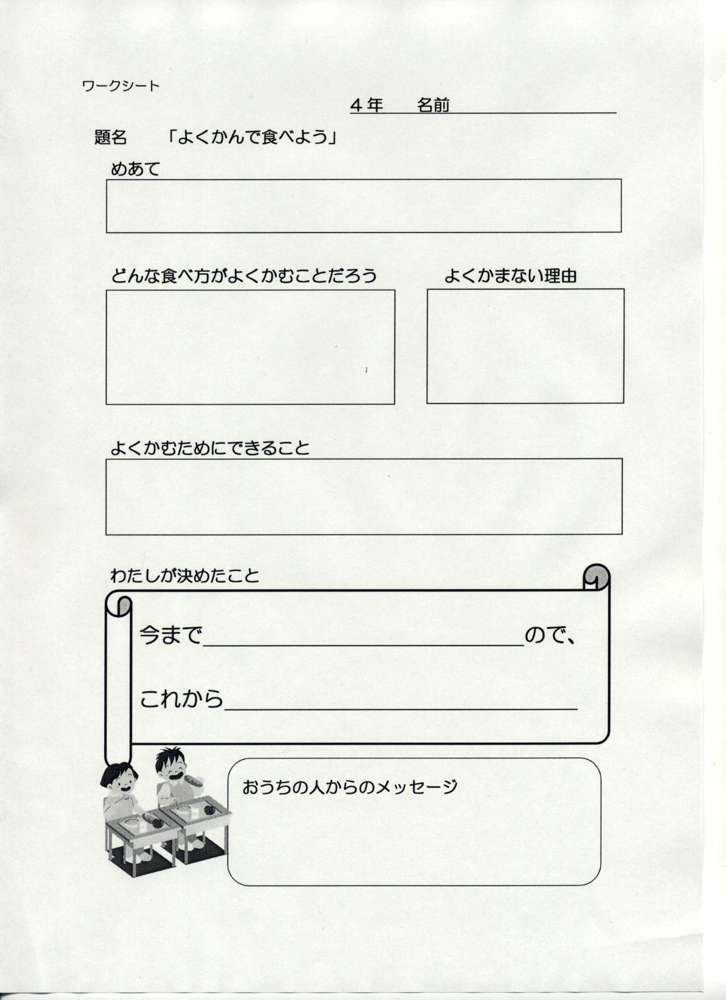 ワークシート
4年 名前
題名 「よくかんで食べよう」
めあて
どんな食べ方がよくかむことだろう
よくかまない理由
よくかむためにできること
わたしが決めたこと
今まで ので、
これから
おうちの人からのメッセージ